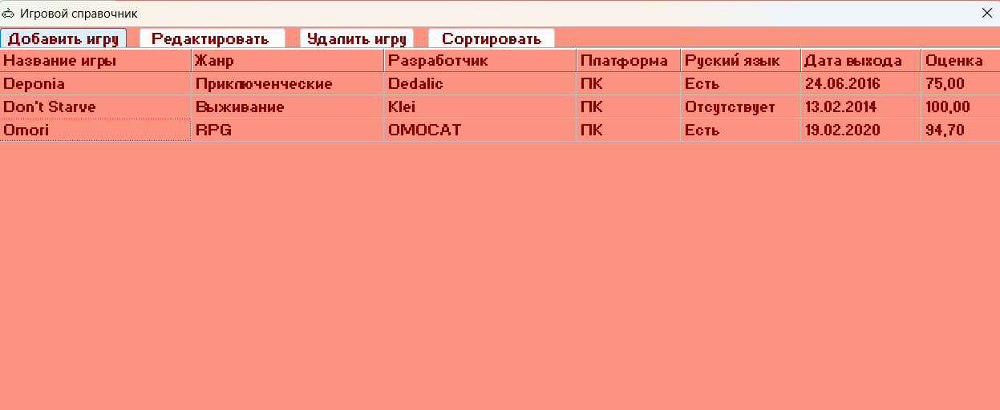 Игровой справочник
Добавить игру Редактировать Удалить игру Сортировать
Название игры Жанр Разработчик Платформа Руский язык Дата выхода Оценка
Deponia Приключенческие Dedalic ПК Есть 24.06.2016 75,00
Don't Starve Выживание Klei ПК Отсутствует 13.02.2014 100,00
Omori RPG OMOCAT ПК Есть 19.02.2020 94,70